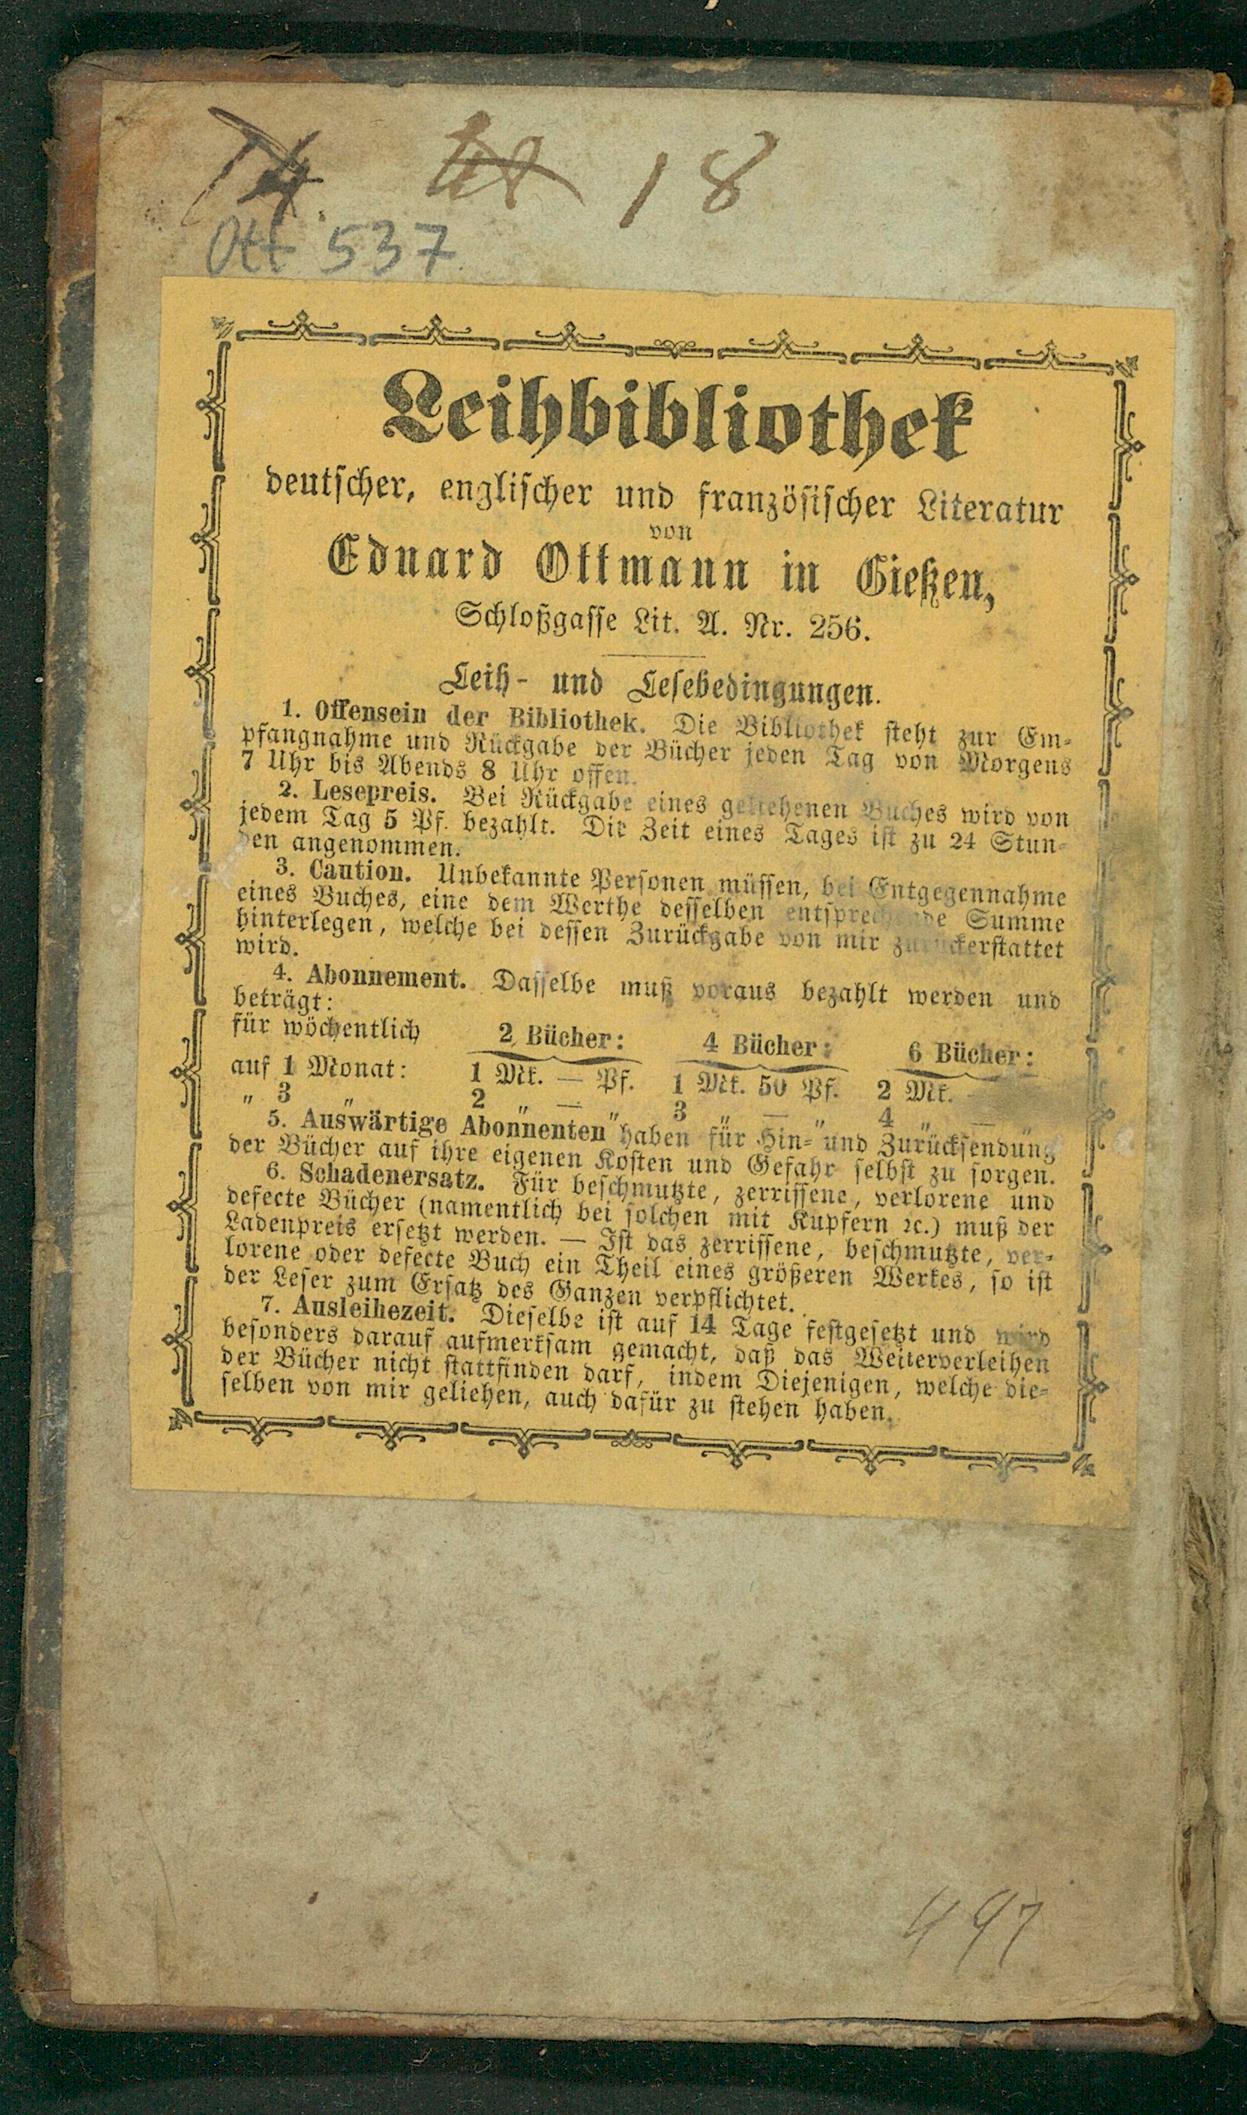 18
Ott 537
Leihbibliothek
deutscher, englischer und französischer Literatur
von
Eduard Ottmann in Gießen,
Schloßgasse Lit. A. Nr. 256.
Leih- und Lesebedingungen.
1. Offensein der Bibliothek. Die Bibliothek steht zur Em-
pfangnahme und Rückgabe der Bücher jeden Tag von Morgens
7 Uhr bis Abends 8 Uhr offen.
2. Lesepreis. Bei Rückgabe eines geliehenen Buches wird von
jedem Tag 5 Pf. bezahlt. Die Zeit eines Tages ist zu 24 Stun-
den angenommen.
3. Caution. Unbekannte Personen müssen, bei Entgegennahme
eines Buches, eine dem Werthe desselben entsprechende Summe
hinterlegen, welche bei dessen Zurückgabe von mir zurückerstattet
wird.
4. Abonnement. Dasselbe muß voraus bezahlt werden und
beträgt:
für wöchentlich 2 Bücher: 4 Bücher: 6 Bücher:
auf 1 Monat: 1 Mk. — Pf. 1 Mk. 50 Pf. 2 Mk. —
„ 3 „ 2 „ — „ 3 „ — „ 4 „ —
5. Auswärtige Abonnenten haben für Hin- und Zurücksendung
der Bücher auf ihre eigenen Kosten und Gefahr selbst zu sorgen.
6. Schadenersatz. Für beschmutzte, zerrissene, verlorene und
defecte Bücher (namentlich bei solchen mit Kupfern ꝛc.) muß der
Ladenpreis ersetzt werden. — Ist das zerrissene, beschmutzte, ver-
lorene oder defecte Buch ein Theil eines größeren Werkes, so ist
der Leser zum Ersatz des Ganzen verpflichtet.
7. Ausleihezeit. Dieselbe ist auf 14 Tage festgesetzt und wird
besonders darauf aufmerksam gemacht, daß das Weiterverleihen
der Bücher nicht stattfinden darf, indem Diejenigen, welche die-
selben von mir geliehen, auch dafür zu stehen haben.
497